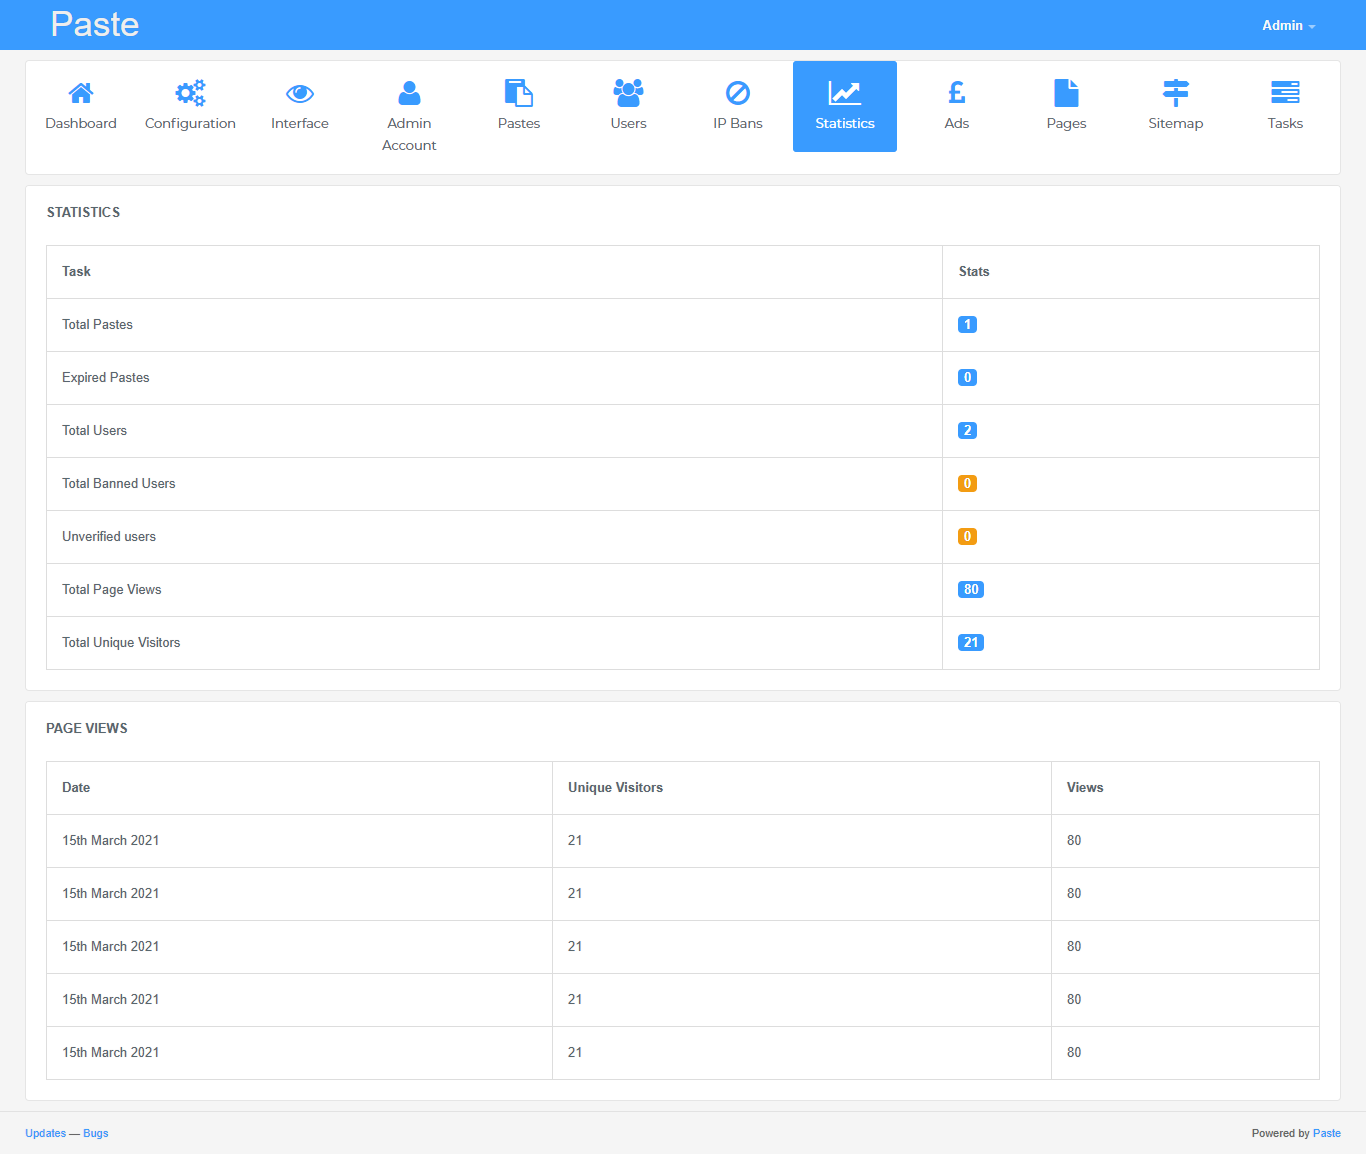 Paste
Admin
Dashboard
Configuration
Interface
Admin
Account
Pastes
Users
IP Bans
Statistics
Ads
Pages
Sitemap
Tasks
STATISTICS
Task Stats
Total Pastes 1
Expired Pastes 0
Total Users 2
Total Banned Users 0
Unverified users 0
Total Page Views 80
Total Unique Visitors 21
PAGE VIEWS
Date Unique Visitors Views
15th March 2021 21 80
15th March 2021 21 80
15th March 2021 21 80
15th March 2021 21 80
15th March 2021 21 80
Updates — Bugs
Powered by Paste